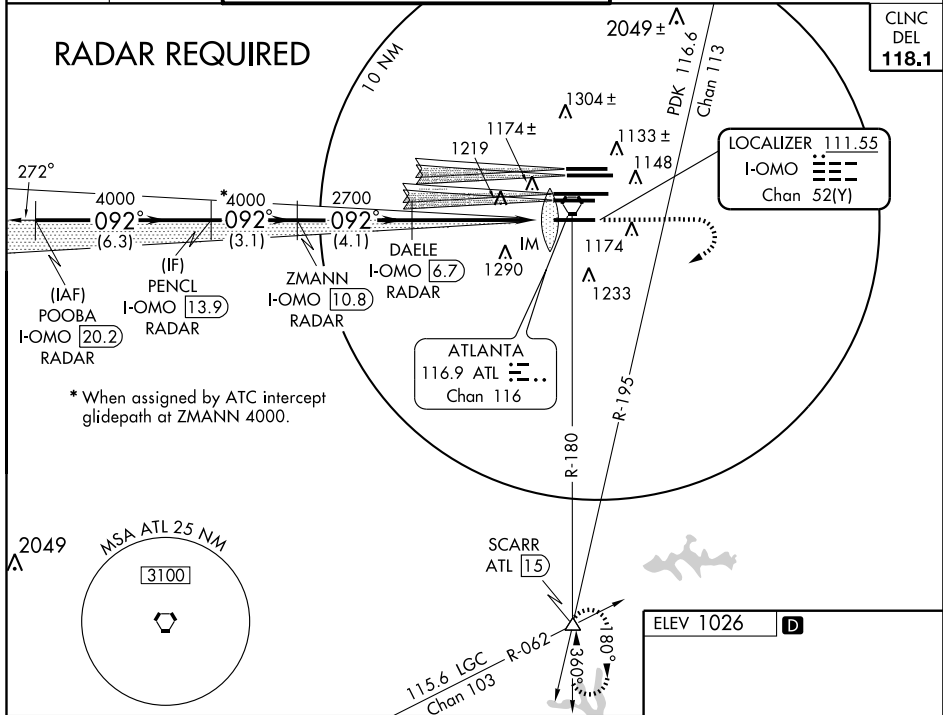 RADAR REQUIRED
CLNC
DEL
118.1
10 NM
2049 ±
PDK 116.6
Chan 113
1304 ±
1174 ±
1133 ±
1219
1148
LOCALIZER 111.55
I-OMO
Chan 52(Y)
272°
4000
*4000
2700
092°
092°
092°
(6.3)
(3.1)
(4.1)
IM
1174
1290
1233
DAELE
I-OMO 6.7
RADAR
(IF)
PENCL
I-OMO 13.9
RADAR
ZMANN
I-OMO 10.8
RADAR
(IAF)
POOBA
I-OMO 20.2
RADAR
ATLANTA
116.9 ATL
Chan 116
* When assigned by ATC intercept
glidepath at ZMANN 4000.
R-195
R-180
2049
MSA ATL 25 NM
3100
SCARR
ATL 15
115.6 LGC
Chan 103
R-062
360°
180°
ELEV 1026
D